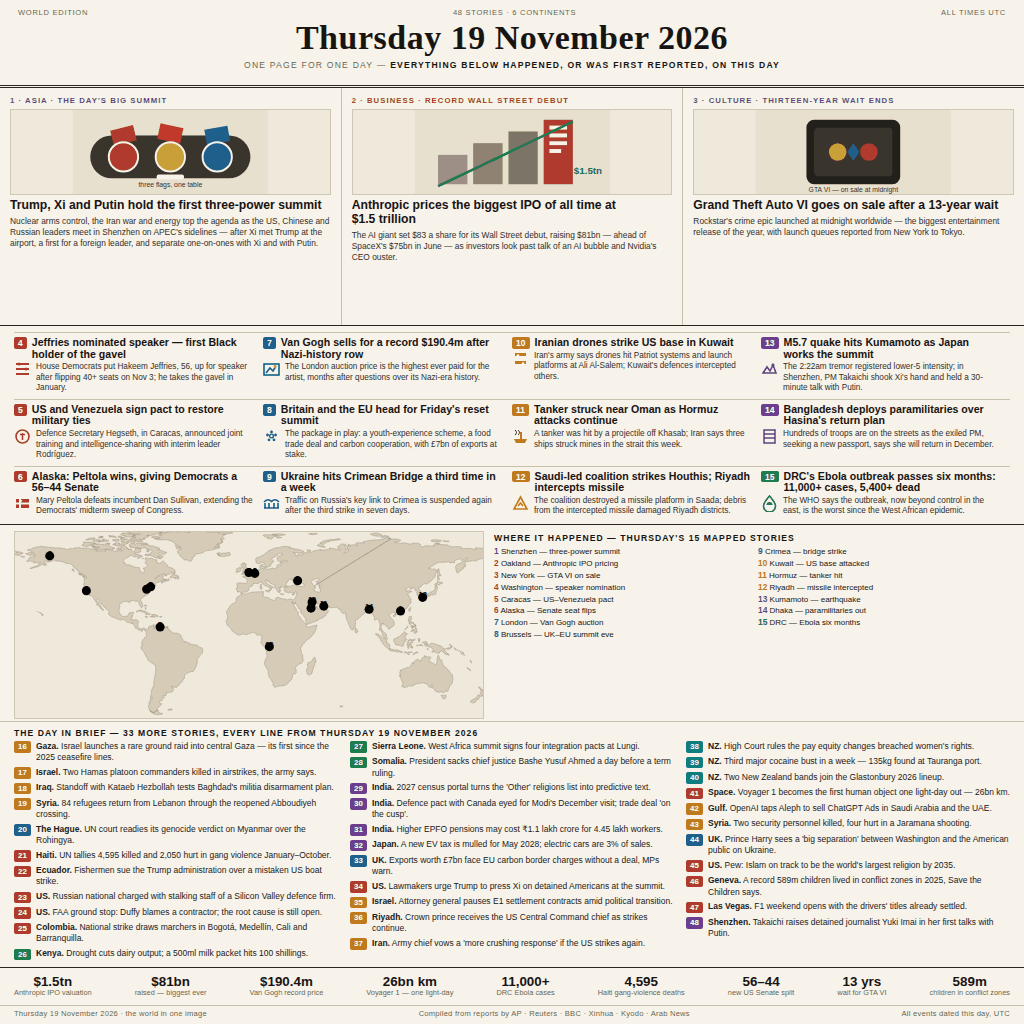 WORLD EDITION
48 STORIES · 6 CONTINENTS
ALL TIMES UTC
Thursday 19 November 2026
ONE PAGE FOR ONE DAY — EVERYTHING BELOW HAPPENED, OR WAS FIRST REPORTED, ON THIS DAY
1 · ASIA · THE DAY'S BIG SUMMIT
three flags, one table
Trump, Xi and Putin hold the first three-power summit
Nuclear arms control, the Iran war and energy top the agenda as the US, Chinese and
Russian leaders meet in Shenzhen on APEC's sidelines — after Xi met Trump at the
airport, a first for a foreign leader, and separate one-on-ones with Xi and with Putin.
2 · BUSINESS · RECORD WALL STREET DEBUT
$1.5tn
Anthropic prices the biggest IPO of all time at
$1.5 trillion
The AI giant set $83 a share for its Wall Street debut, raising $81bn — ahead of
SpaceX's $75bn in June — as investors look past talk of an AI bubble and Nvidia's
CEO ouster.
3 · CULTURE · THIRTEEN-YEAR WAIT ENDS
GTA VI — on sale at midnight
Grand Theft Auto VI goes on sale after a 13-year wait
Rockstar's crime epic launched at midnight worldwide — the biggest entertainment
release of the year, with launch queues reported from New York to Tokyo.
4 Jeffries nominated speaker — first Black
holder of the gavel
House Democrats put Hakeem Jeffries, 56, up for speaker
after flipping 40+ seats on Nov 3; he takes the gavel in
January.
7 Van Gogh sells for a record $190.4m after
Nazi-history row
The London auction price is the highest ever paid for the
artist, months after questions over its Nazi-era history.
10 Iranian drones strike US base in Kuwait
Iran's army says drones hit Patriot systems and launch
platforms at Ali Al-Salem; Kuwait's defences intercepted
others.
13 M5.7 quake hits Kumamoto as Japan
works the summit
The 2:22am tremor registered lower-5 intensity; in
Shenzhen, PM Takaichi shook Xi's hand and held a 30-
minute talk with Putin.
5 US and Venezuela sign pact to restore
military ties
Defence Secretary Hegseth, in Caracas, announced joint
training and intelligence-sharing with interim leader
Rodríguez.
8 Britain and the EU head for Friday's reset
summit
The package in play: a youth-experience scheme, a food
trade deal and carbon cooperation, with £7bn of exports at
stake.
11 Tanker struck near Oman as Hormuz
attacks continue
A tanker was hit by a projectile off Khasab; Iran says three
ships struck mines in the strait this week.
14 Bangladesh deploys paramilitaries over
Hasina's return plan
Hundreds of troops are on the streets as the exiled PM,
seeking a new passport, says she will return in December.
6 Alaska: Peltola wins, giving Democrats a
56–44 Senate
Mary Peltola defeats incumbent Dan Sullivan, extending the
Democrats' midterm sweep of Congress.
9 Ukraine hits Crimean Bridge a third time in
a week
Traffic on Russia's key link to Crimea is suspended again
after the third strike in seven days.
12 Saudi-led coalition strikes Houthis; Riyadh
intercepts missile
The coalition destroyed a missile platform in Saada; debris
from the intercepted missile damaged Riyadh districts.
15 DRC's Ebola outbreak passes six months:
11,000+ cases, 5,400+ dead
The WHO says the outbreak, now beyond control in the
east, is the worst since the West African epidemic.
WHERE IT HAPPENED — THURSDAY'S 15 MAPPED STORIES
1 Shenzhen — three-power summit
2 Oakland — Anthropic IPO pricing
3 New York — GTA VI on sale
4 Washington — speaker nomination
5 Caracas — US–Venezuela pact
6 Alaska — Senate seat flips
7 London — Van Gogh auction
8 Brussels — UK–EU summit eve
9 Crimea — bridge strike
10 Kuwait — US base attacked
11 Hormuz — tanker hit
12 Riyadh — missile intercepted
13 Kumamoto — earthquake
14 Dhaka — paramilitaries out
15 DRC — Ebola six months
THE DAY IN BRIEF — 33 MORE STORIES, EVERY LINE FROM THURSDAY 19 NOVEMBER 2026
16 Gaza. Israel launches a rare ground raid into central Gaza — its first since the
2025 ceasefire lines.
17 Israel. Two Hamas platoon commanders killed in airstrikes, the army says.
18 Iraq. Standoff with Kataeb Hezbollah tests Baghdad's militia disarmament plan.
19 Syria. 84 refugees return from Lebanon through the reopened Abboudiyeh
crossing.
20 The Hague. UN court readies its genocide verdict on Myanmar over the
Rohingya.
21 Haiti. UN tallies 4,595 killed and 2,050 hurt in gang violence January–October.
22 Ecuador. Fishermen sue the Trump administration over a mistaken US boat
strike.
23 US. Russian national charged with stalking staff of a Silicon Valley defence firm.
24 US. FAA ground stop: Duffy blames a contractor; the root cause is still open.
25 Colombia. National strike draws marchers in Bogotá, Medellín, Cali and
Barranquilla.
26 Kenya. Drought cuts dairy output; a 500ml milk packet hits 100 shillings.
27 Sierra Leone. West Africa summit signs four integration pacts at Lungi.
28 Somalia. President sacks chief justice Bashe Yusuf Ahmed a day before a term
ruling.
29 India. 2027 census portal turns the 'Other' religions list into predictive text.
30 India. Defence pact with Canada eyed for Modi's December visit; trade deal 'on
the cusp'.
31 India. Higher EPFO pensions may cost ₹1.1 lakh crore for 4.45 lakh workers.
32 Japan. A new EV tax is mulled for May 2028; electric cars are 3% of sales.
33 UK. Exports worth £7bn face EU carbon border charges without a deal, MPs
warn.
34 US. Lawmakers urge Trump to press Xi on detained Americans at the summit.
35 Israel. Attorney general pauses E1 settlement contracts amid political transition.
36 Riyadh. Crown prince receives the US Central Command chief as strikes
continue.
37 Iran. Army chief vows a 'more crushing response' if the US strikes again.
38 NZ. High Court rules the pay equity changes breached women's rights.
39 NZ. Third major cocaine bust in a week — 135kg found at Tauranga port.
40 NZ. Two New Zealand bands join the Glastonbury 2026 lineup.
41 Space. Voyager 1 becomes the first human object one light-day out — 26bn km.
42 Gulf. OpenAI taps Aleph to sell ChatGPT Ads in Saudi Arabia and the UAE.
43 Syria. Two security personnel killed, four hurt in a Jaramana shooting.
44 UK. Prince Harry sees a 'big separation' between Washington and the American
public on Ukraine.
45 US. Pew: Islam on track to be the world's largest religion by 2035.
46 Geneva. A record 589m children lived in conflict zones in 2025, Save the
Children says.
47 Las Vegas. F1 weekend opens with the drivers' titles already settled.
48 Shenzhen. Takaichi raises detained journalist Yuki Imai in her first talks with
Putin.
$1.5tn
Anthropic IPO valuation
$81bn
raised — biggest ever
$190.4m
Van Gogh record price
26bn km
Voyager 1 — one light-day
11,000+
DRC Ebola cases
4,595
Haiti gang-violence deaths
56–44
new US Senate split
13 yrs
wait for GTA VI
589m
children in conflict zones
Thursday 19 November 2026 · the world in one image
Compiled from reports by AP · Reuters · BBC · Xinhua · Kyodo · Arab News
All events dated this day, UTC